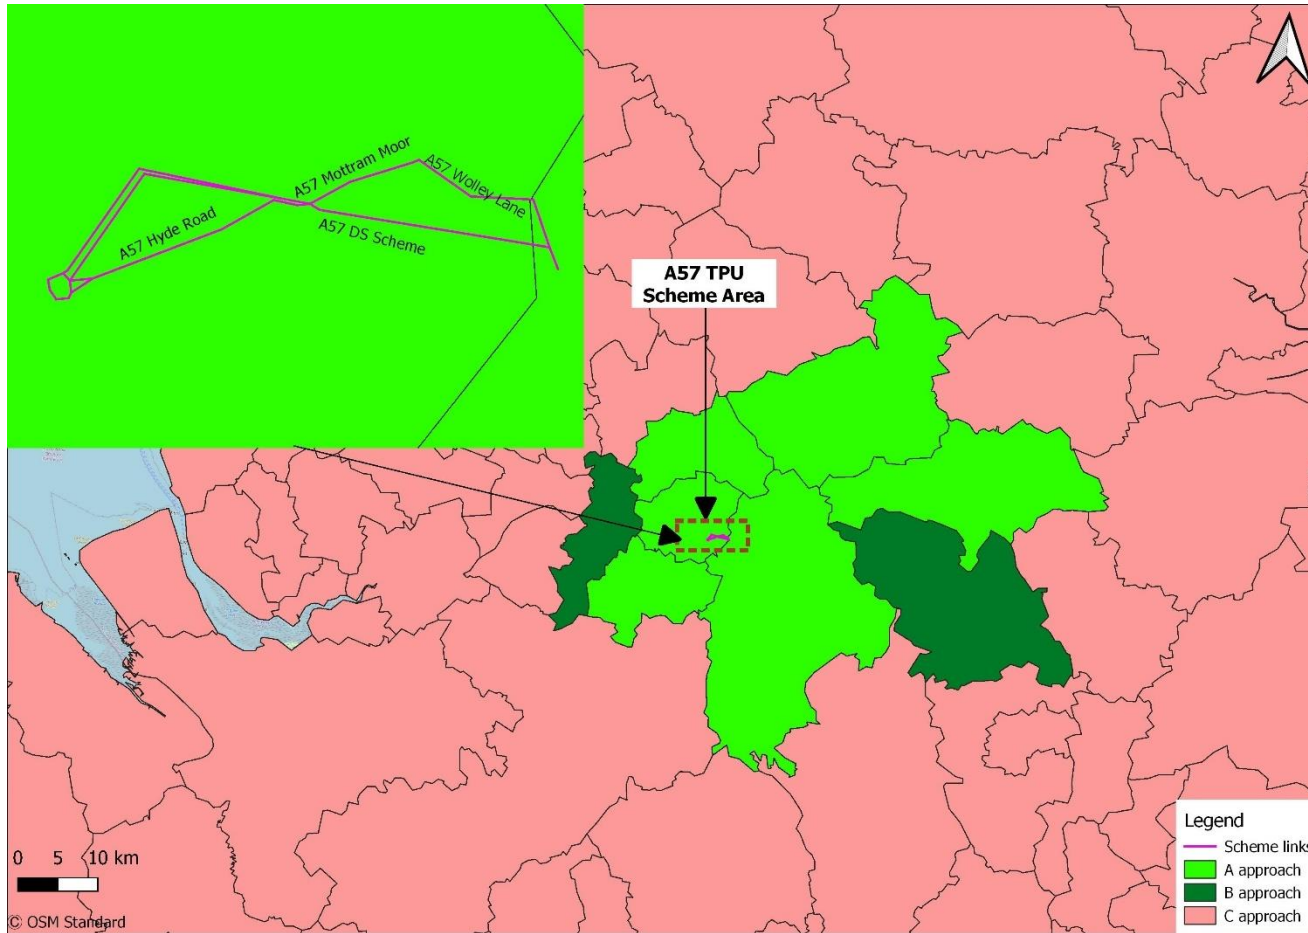 A57 Mottram Moor
A57 Wolley Lane
A57 Hyde Road
A57 DS Scheme
A57 TPU
Scheme Area
Legend
Scheme links
A approach
B approach
C approach
0 5 10 km
© OSM Standard